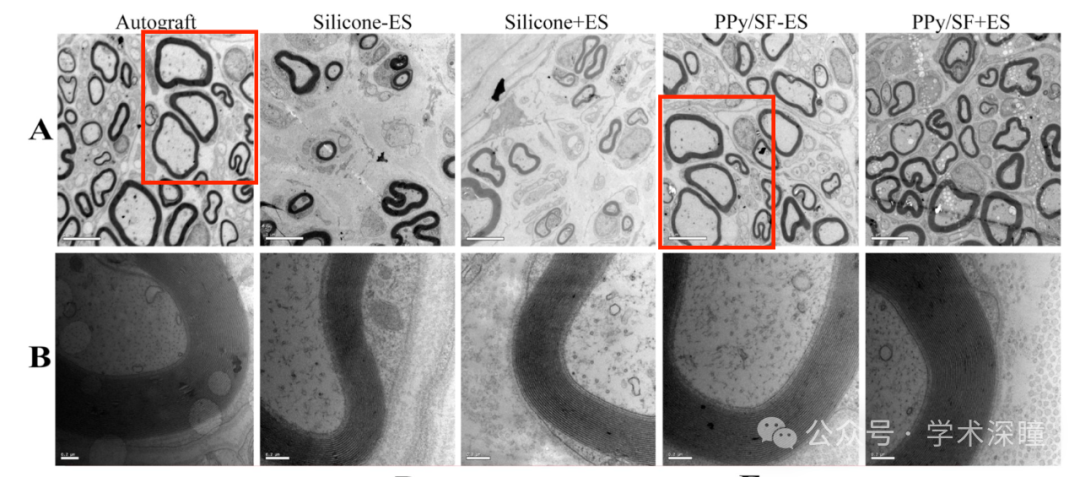 Autograft Silicone-ES Silicone+ES PPy/SF-ES PPy/SF+ES
A
B
公众号 · 学术深瞳